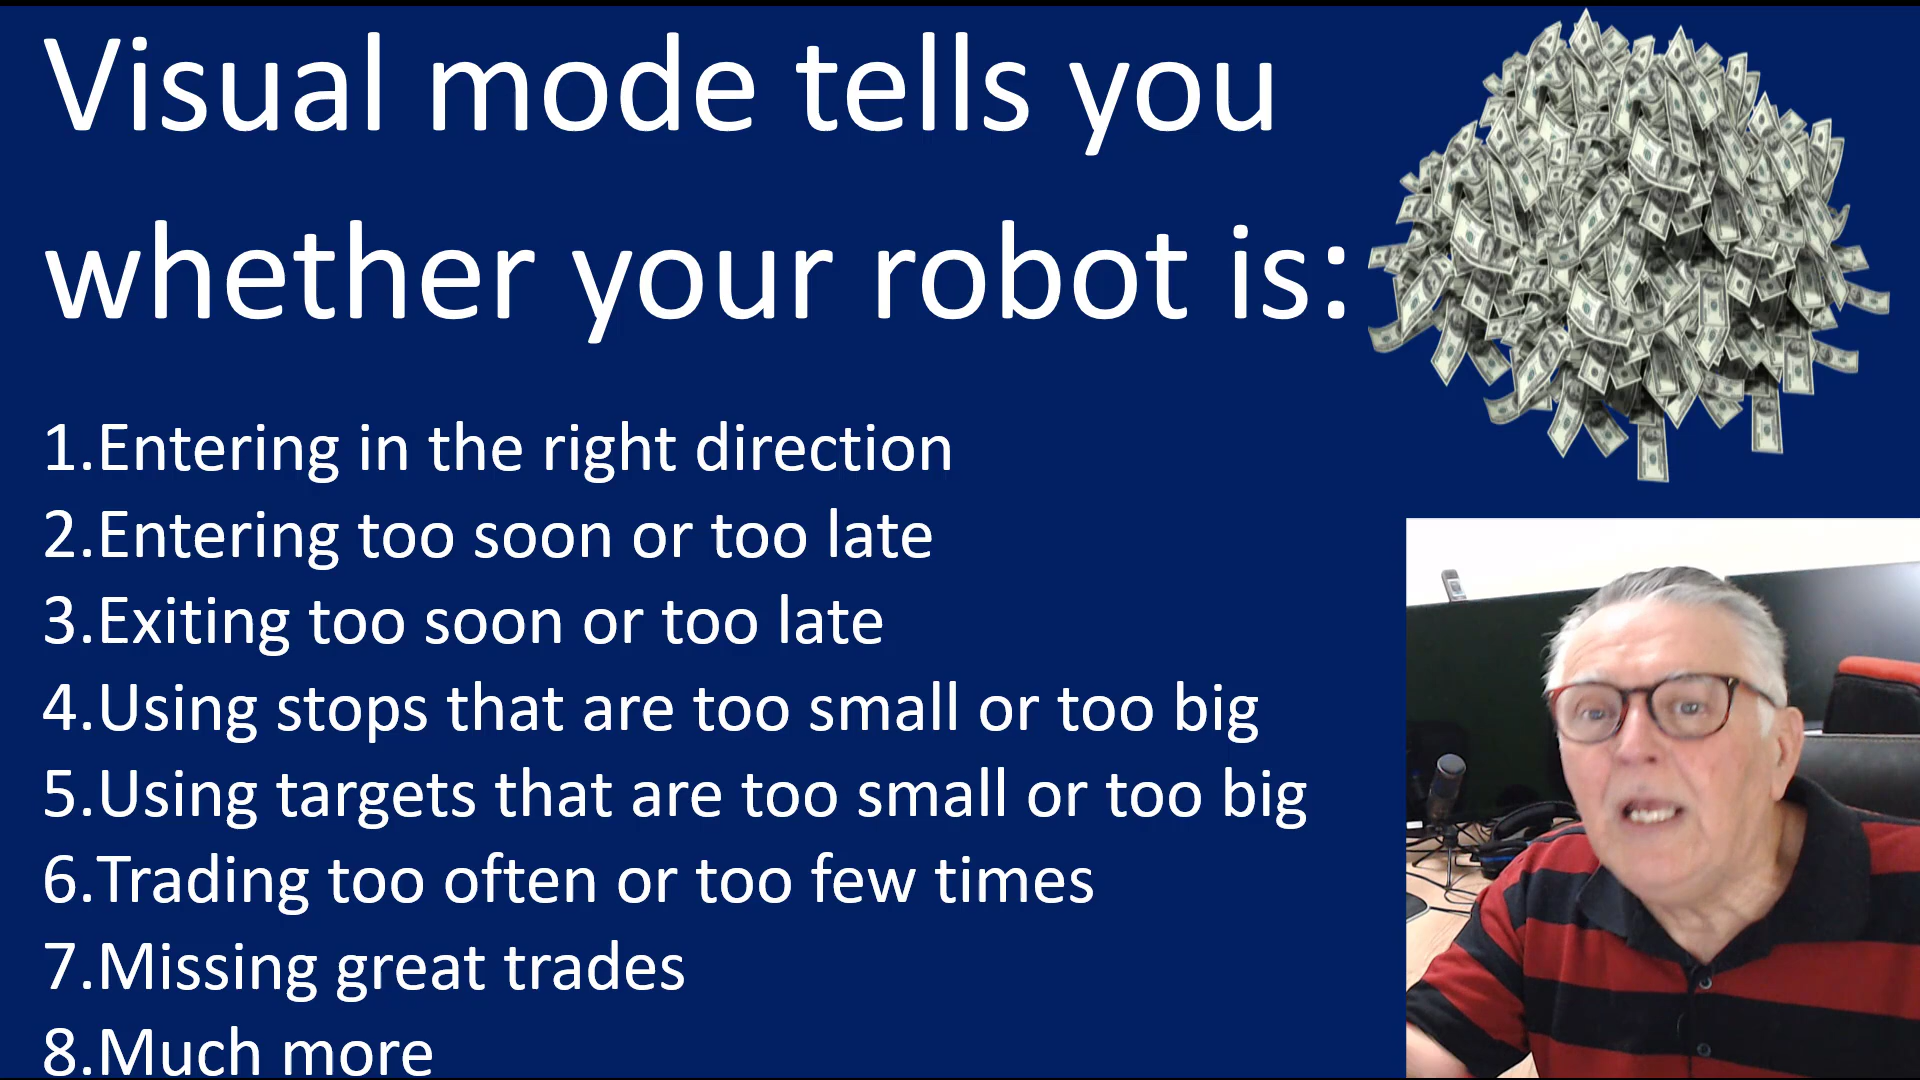 Visual mode tells you
whether your robot is:
1.Entering in the right direction
2.Entering too soon or too late
3.Exiting too soon or too late
4.Using stops that are too small or too big
5.Using targets that are too small or too big
6.Trading too often or too few times
7.Missing great trades
8.Much more